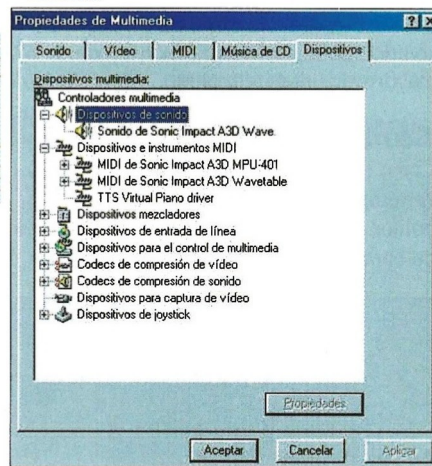 Propiedades de Multimedia
Sonido Vídeo MIDI Música de CD Dispositivos
Dispositivos multimedia:
Controladores multimedia
Dispositivos de sonido
Sonido de Sonic Impact A3D Wave.
Dispositivos e instrumentos MIDI
MIDI de Sonic Impact A3D MPU-401
MIDI de Sonic Impact A3D Wavetable
TTS Virtual Piano driver
Dispositivos mezcladores
Dispositivos de entrada de línea
Dispositivos para el control de multimedia
Codecs de compresión de vídeo
Codecs de compresión de sonido
Dispositivos para captura de vídeo
Dispositivos de joystick
Propiedades
Aceptar Cancelar Aplicar